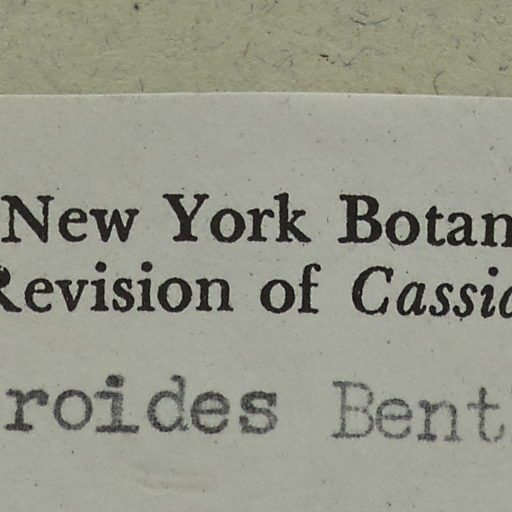 New York Botan
Revision of Cassia
roides Bent